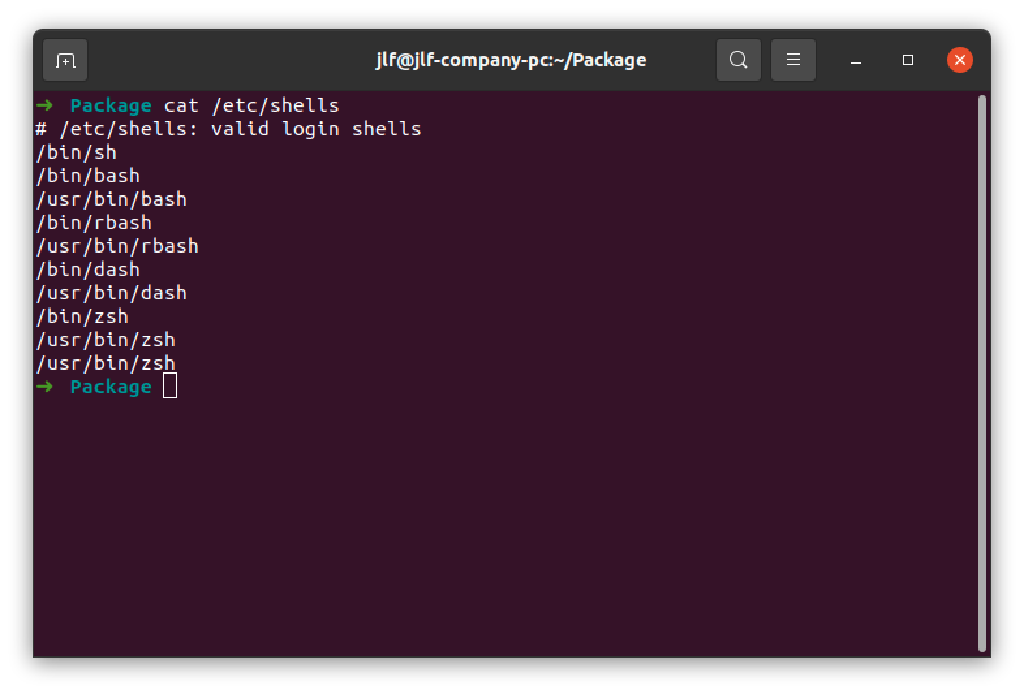 jlf@jlf-company-pc:~/Package
➜ Package cat /etc/shells
# /etc/shells: valid login shells
/bin/sh
/bin/bash
/usr/bin/bash
/bin/rbash
/usr/bin/rbash
/bin/dash
/usr/bin/dash
/bin/zsh
/usr/bin/zsh
/usr/bin/zsh
➜ Package